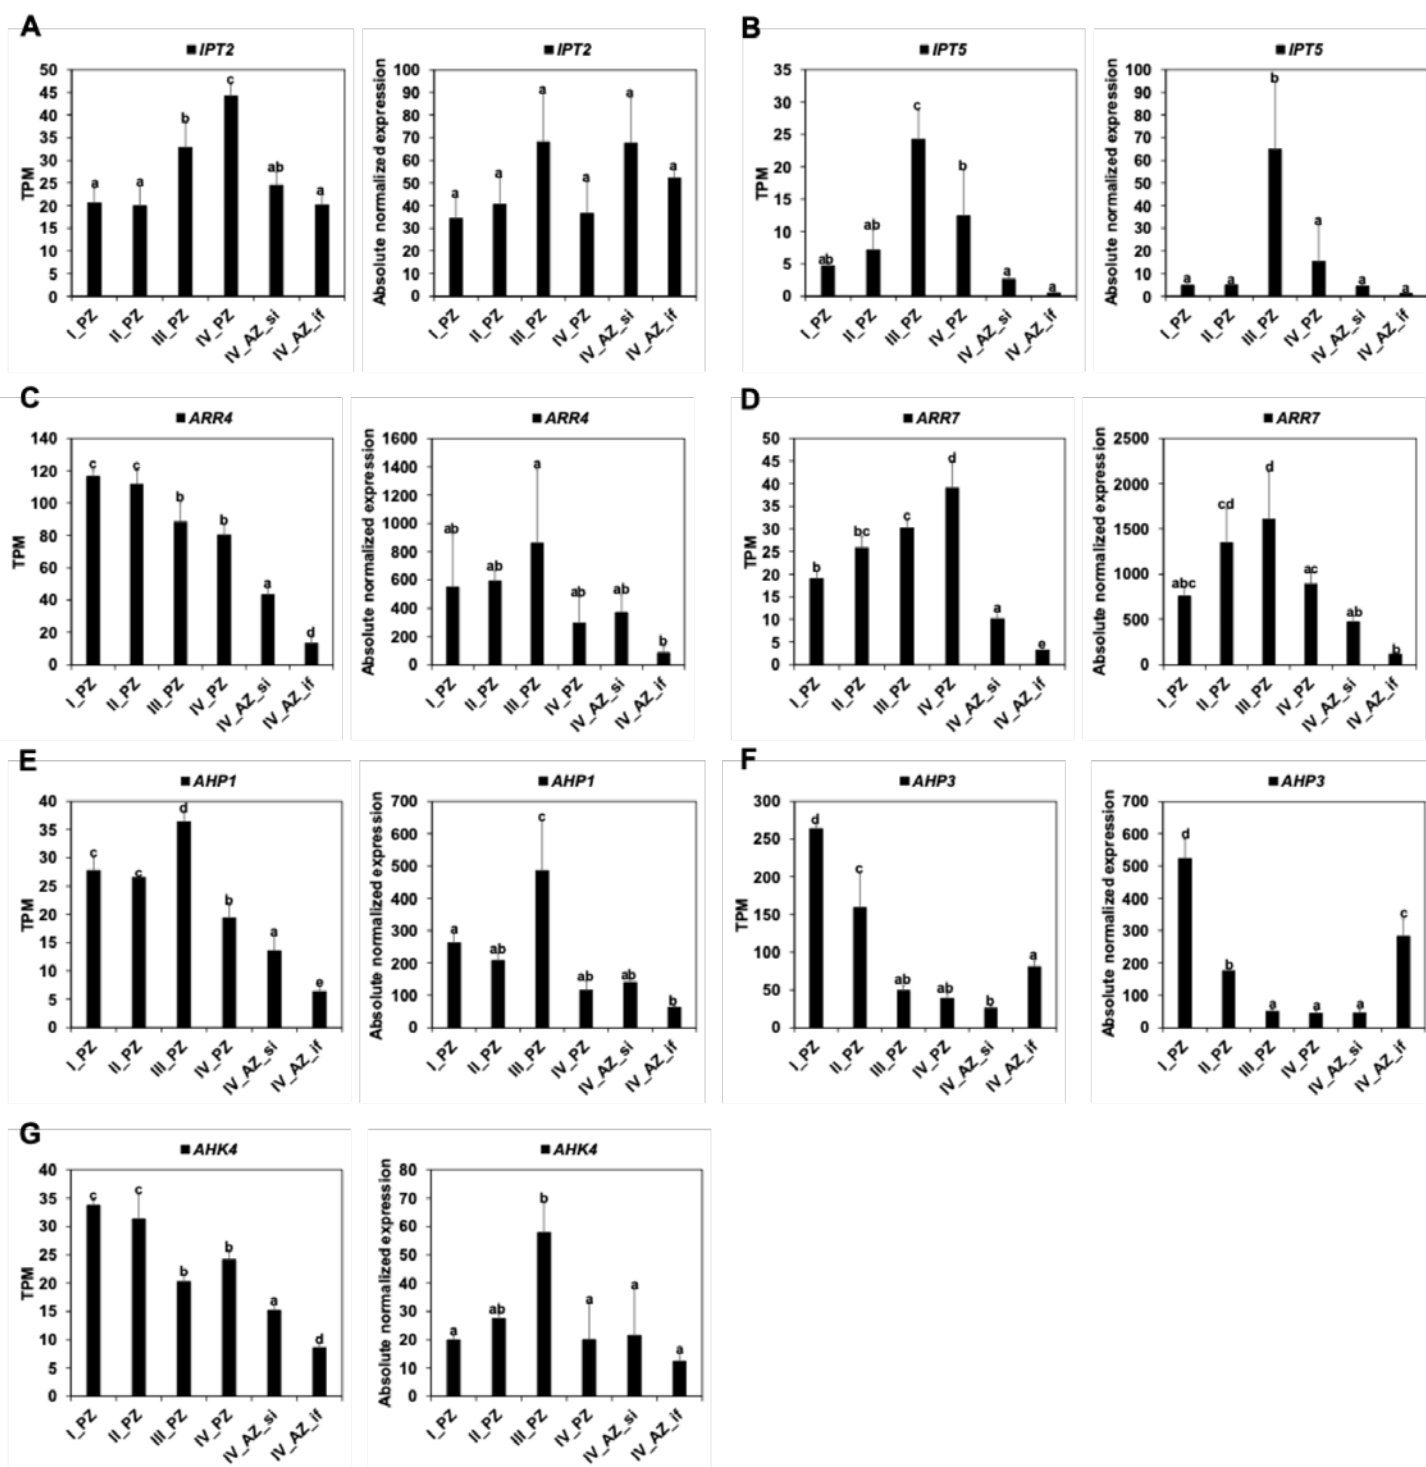 A
IPT2
TPM
50
45
40
35
30
25
20
15
10
5
0
a
a
b
c
ab
a
I_PZ
II_PZ
III_PZ
IV_PZ
IV_AZ_si
IV_AZ_if
IPT2
Absolute normalized expression
100
90
80
70
60
50
40
30
20
10
0
a
a
a
a
a
a
I_PZ
II_PZ
III_PZ
IV_PZ
IV_AZ_si
IV_AZ_if
B
IPT5
TPM
35
30
25
20
15
10
5
0
ab
ab
c
b
a
a
I_PZ
II_PZ
III_PZ
IV_PZ
IV_AZ_si
IV_AZ_if
IPT5
Absolute normalized expression
100
90
80
70
60
50
40
30
20
10
0
a
a
b
a
a
a
I_PZ
II_PZ
III_PZ
IV_PZ
IV_AZ_si
IV_AZ_if
C
ARR4
TPM
140
120
100
80
60
40
20
0
c
c
b
b
a
d
I_PZ
II_PZ
III_PZ
IV_PZ
IV_AZ_si
IV_AZ_if
ARR4
Absolute normalized expression
1600
1400
1200
1000
800
600
400
200
0
ab
ab
a
ab
ab
b
I_PZ
II_PZ
III_PZ
IV_PZ
IV_AZ_si
IV_AZ_if
D
ARR7
TPM
50
45
40
35
30
25
20
15
10
5
0
b
bc
c
d
a
e
I_PZ
II_PZ
III_PZ
IV_PZ
IV_AZ_si
IV_AZ_if
ARR7
Absolute normalized expression
2500
2000
1500
1000
500
0
abc
cd
d
ac
ab
b
I_PZ
II_PZ
III_PZ
IV_PZ
IV_AZ_si
IV_AZ_if
E
AHP1
TPM
40
35
30
25
20
15
10
5
0
c
c
d
b
a
e
I_PZ
II_PZ
III_PZ
IV_PZ
IV_AZ_si
IV_AZ_if
AHP1
Absolute normalized expression
700
600
500
400
300
200
100
0
a
ab
c
ab
ab
b
I_PZ
II_PZ
III_PZ
IV_PZ
IV_AZ_si
IV_AZ_if
F
AHP3
TPM
300
250
200
150
100
50
0
d
c
ab
ab
b
a
I_PZ
II_PZ
III_PZ
IV_PZ
IV_AZ_si
IV_AZ_if
AHP3
Absolute normalized expression
700
600
500
400
300
200
100
0
d
b
a
a
a
c
I_PZ
II_PZ
III_PZ
IV_PZ
IV_AZ_si
IV_AZ_if
G
AHK4
TPM
40
35
30
25
20
15
10
5
0
c
c
b
b
a
d
I_PZ
II_PZ
III_PZ
IV_PZ
IV_AZ_si
IV_AZ_if
AHK4
Absolute normalized expression
80
70
60
50
40
30
20
10
0
a
ab
b
a
a
a
I_PZ
II_PZ
III_PZ
IV_PZ
IV_AZ_si
IV_AZ_if